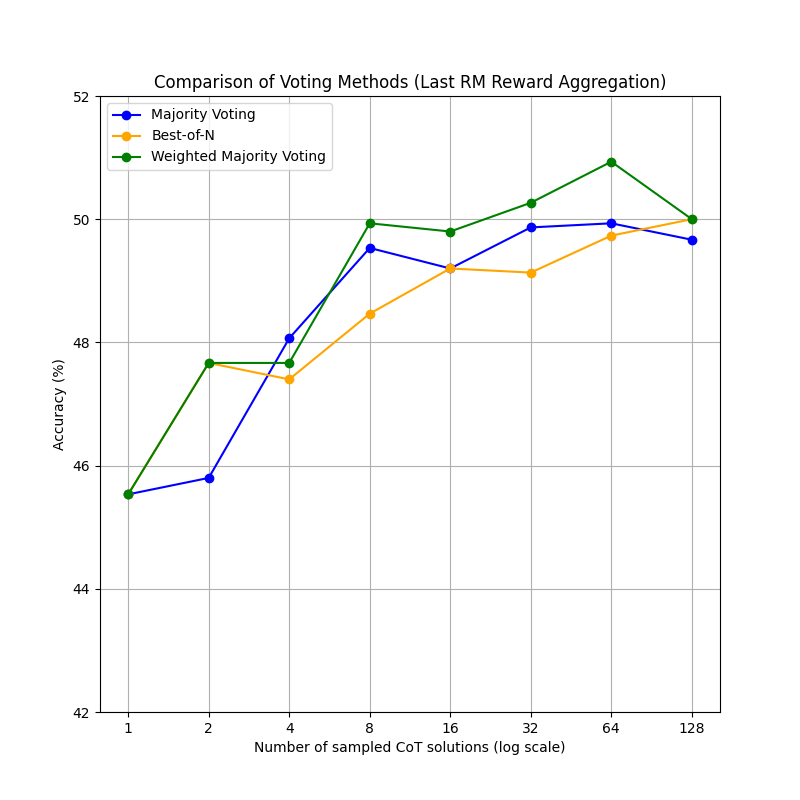 Comparison of Voting Methods (Last RM Reward Aggregation)
Majority Voting
Best-of-N
Weighted Majority Voting
Accuracy (%)
52
50
48
46
44
42
1 2 4 8 16 32 64 128
Number of sampled CoT solutions (log scale)